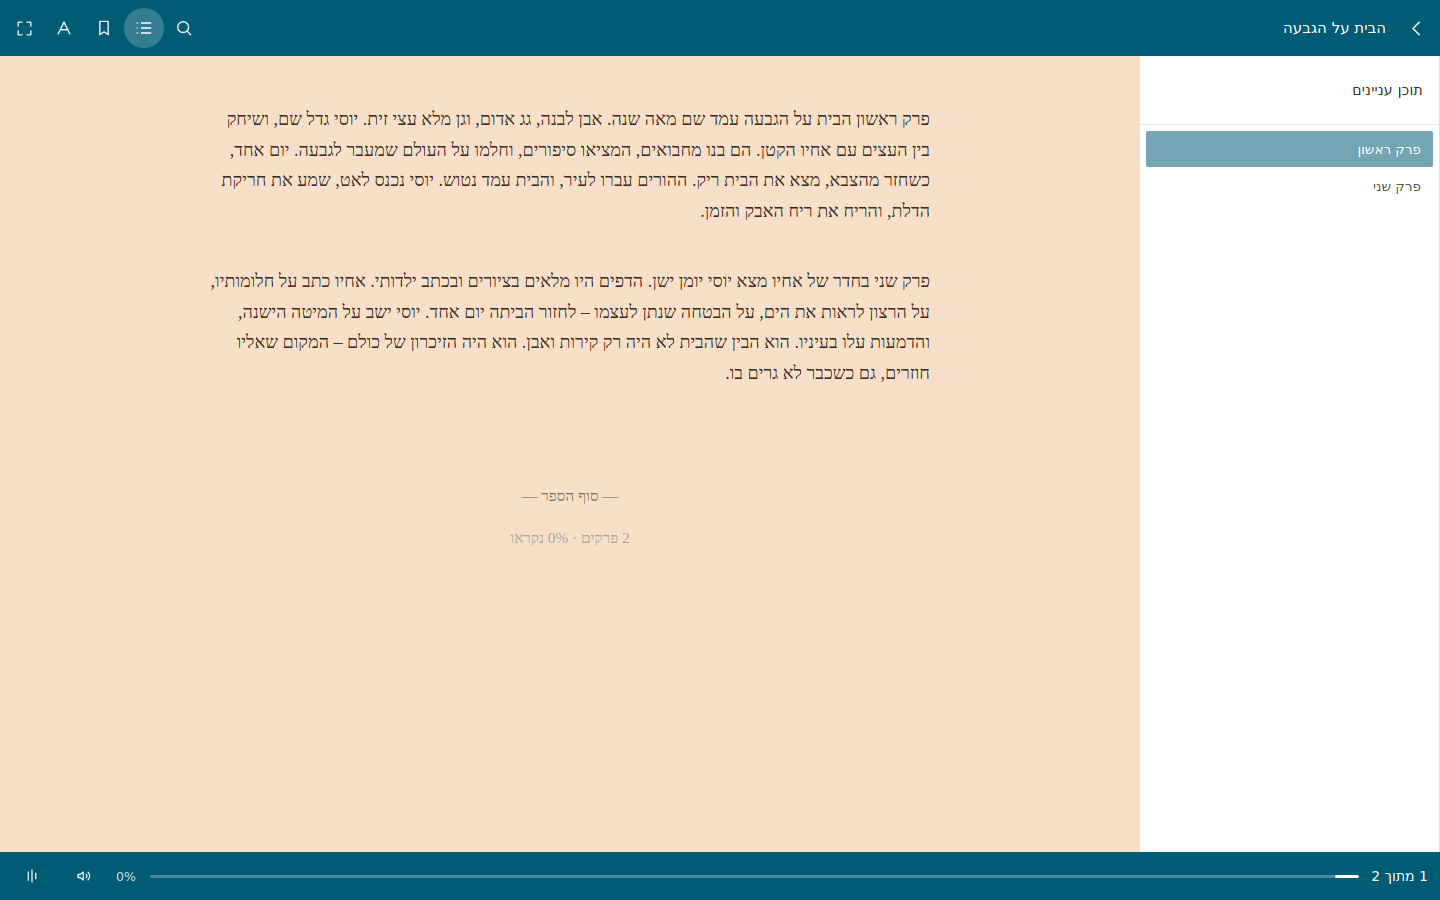 הבית על הגבעה
תוכן עניינים
פרק ראשון
פרק שני
פרק ראשון הבית על הגבעה עמד שם מאה שנה. אבן לבנה, גג אדום, וגן מלא עצי זית. יוסי גדל שם, ושיחק
בין העצים עם אחיו הקטן. הם בנו מחבואים, המציאו סיפורים, וחלמו על העולם שמעבר לגבעה. יום אחד,
כשחזר מהצבא, מצא את הבית ריק. ההורים עברו לעיר, והבית עמד נטוש. יוסי נכנס לאט, שמע את חריקת
הדלת, והריח את ריח האבק והזמן.
פרק שני בחדר של אחיו מצא יוסי יומן ישן. הדפים היו מלאים בציורים ובכתב ילדותי. אחיו כתב על חלומותיו,
על הרצון לראות את הים, על הבטחה שנתן לעצמו – לחזור הביתה יום אחד. יוסי ישב על המיטה הישנה,
והדמעות עלו בעיניו. הוא הבין שהבית לא היה רק קירות ואבן. הוא היה הזיכרון של כולם – המקום שאליו
חוזרים, גם כשכבר לא גרים בו.
— סוף הספר —
2 פרקים · 0% נקראו
1 מתוך 2
0%